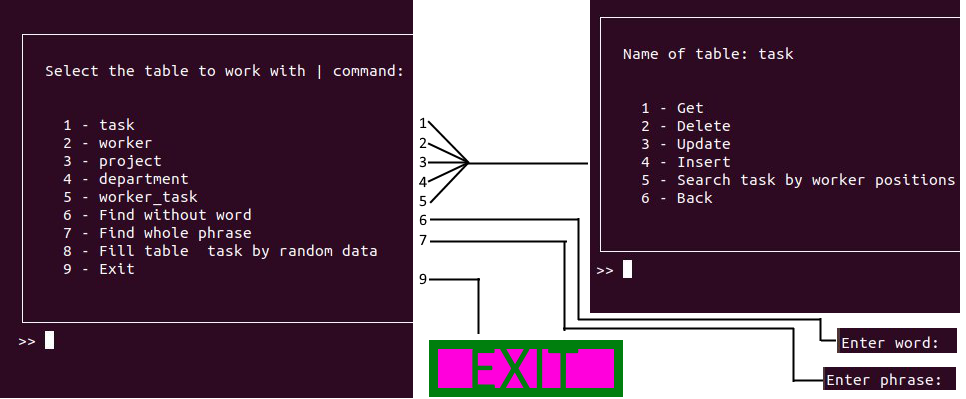 Select the table to work with | command:
1 - task
2 - worker
3 - project
4 - department
5 - worker_task
6 - Find without word
7 - Find whole phrase
8 - Fill table  task by random data
9 - Exit
>>
1
2
3
4
5
6
7
9
EXIT
Name of table: task
1 - Get
2 - Delete
3 - Update
4 - Insert
5 - Search task by worker positions
6 - Back
>>
Enter word:
Enter phrase: